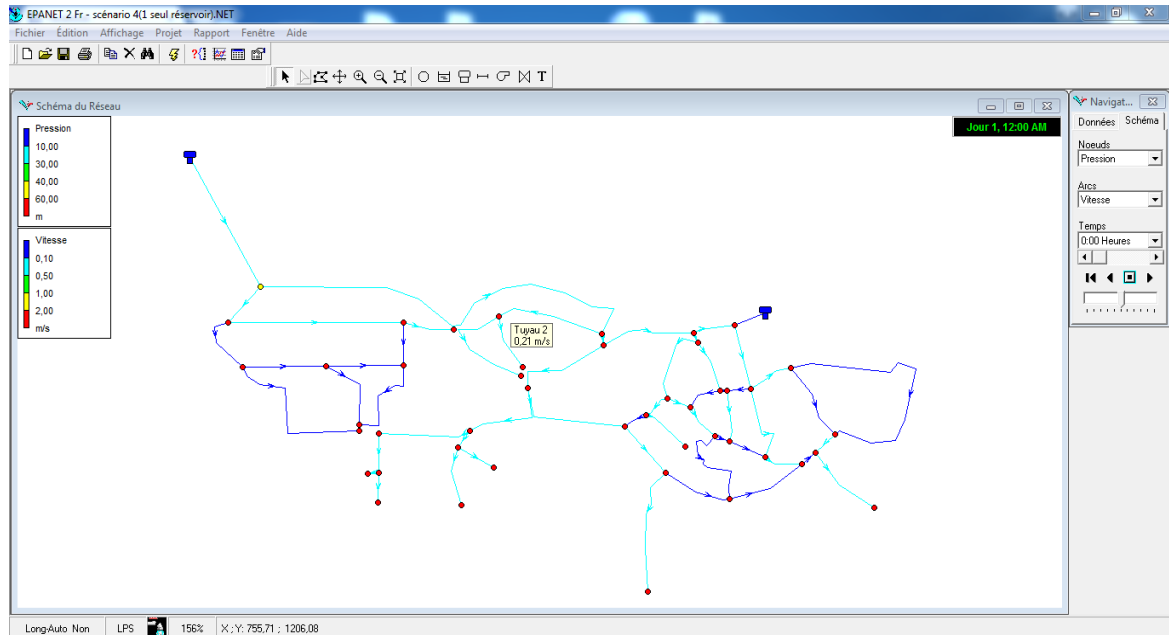 EPANET 2 Fr - scénario 4(1 seul réservoir).NET
Fichier Édition Affichage Projet Rapport Fenêtre Aide
T
Schéma du Réseau
Pression
10,00
30,00
40,00
60,00
m
Vitesse
0,10
0,50
1,00
2,00
m/s
Jour 1, 12:00 AM
Tuyau 2
0,21 m/s
Navigat...
Données Schéma
Noeuds
Pression
Arcs
Vitesse
Temps
0:00 Heures
Long-Auto Non LPS 156% X ; Y: 755,71 ; 1206,08